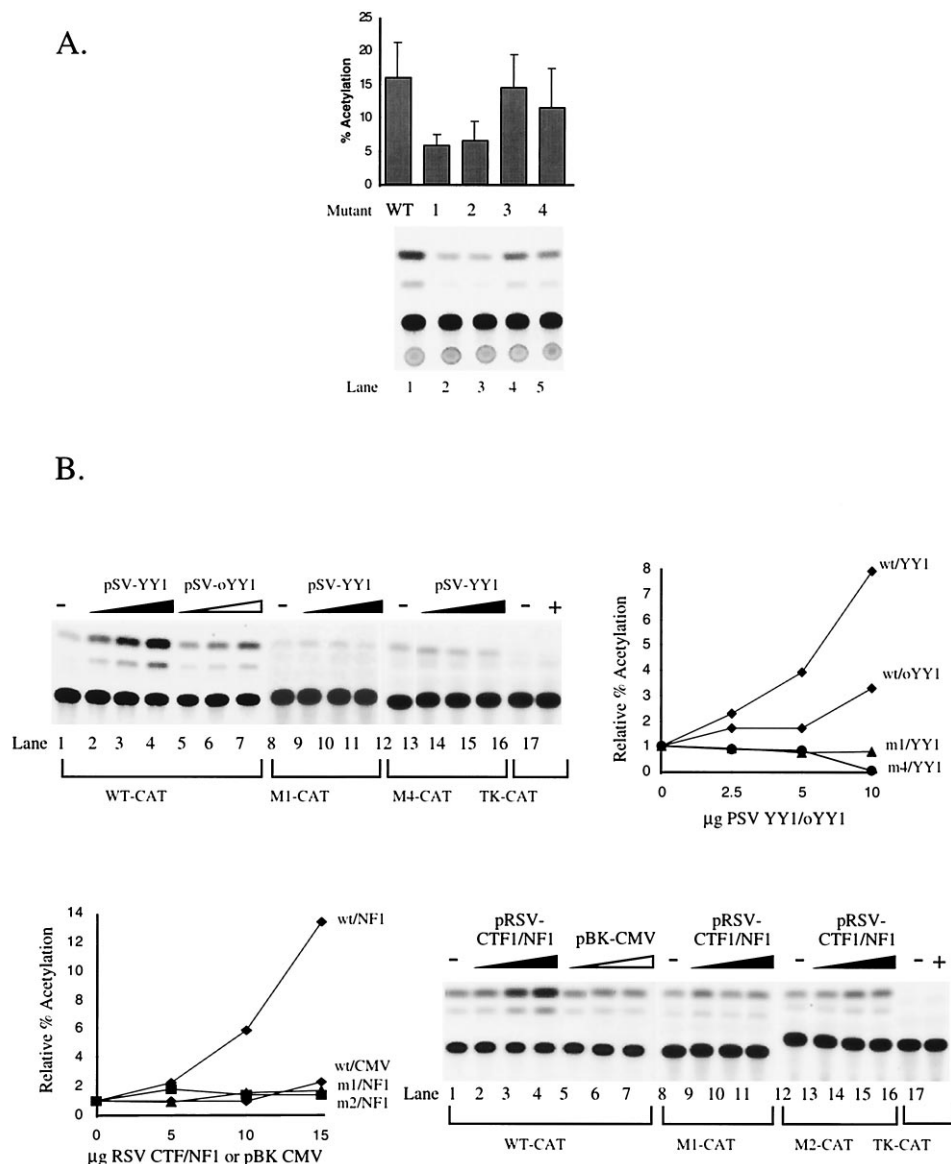 A.
25
20
15
10
5
0
% Acetylation
Mutant WT 1 2 3 4
Lane 1 2 3 4 5
B.
pSV-YY1 pSV-oYY1 pSV-YY1 pSV-YY1
- - - - +
Lane 1 2 3 4 5 6 7 8 9 10 11 12 13 14 15 16 17
WT-CAT M1-CAT M4-CAT TK-CAT
8
7
6
5
4
3
2
1
0
Relative % Acetylation
wt/YY1
wt/oYY1
m1/YY1
m4/YY1
0 2.5 5 10
µg PSV YY1/oYY1
14
12
10
8
6
4
2
0
Relative % Acetylation
wt/NF1
wt/CMV
m1/NF1
m2/NF1
0 5 10 15
µg RSV CTF/NF1 or pBK CMV
pRSV-
CTF1/NF1
pBK-CMV
pRSV-
CTF1/NF1
pRSV-
CTF1/NF1
- - - - +
Lane 1 2 3 4 5 6 7 8 9 10 11 12 13 14 15 16 17
WT-CAT M1-CAT M2-CAT TK-CAT